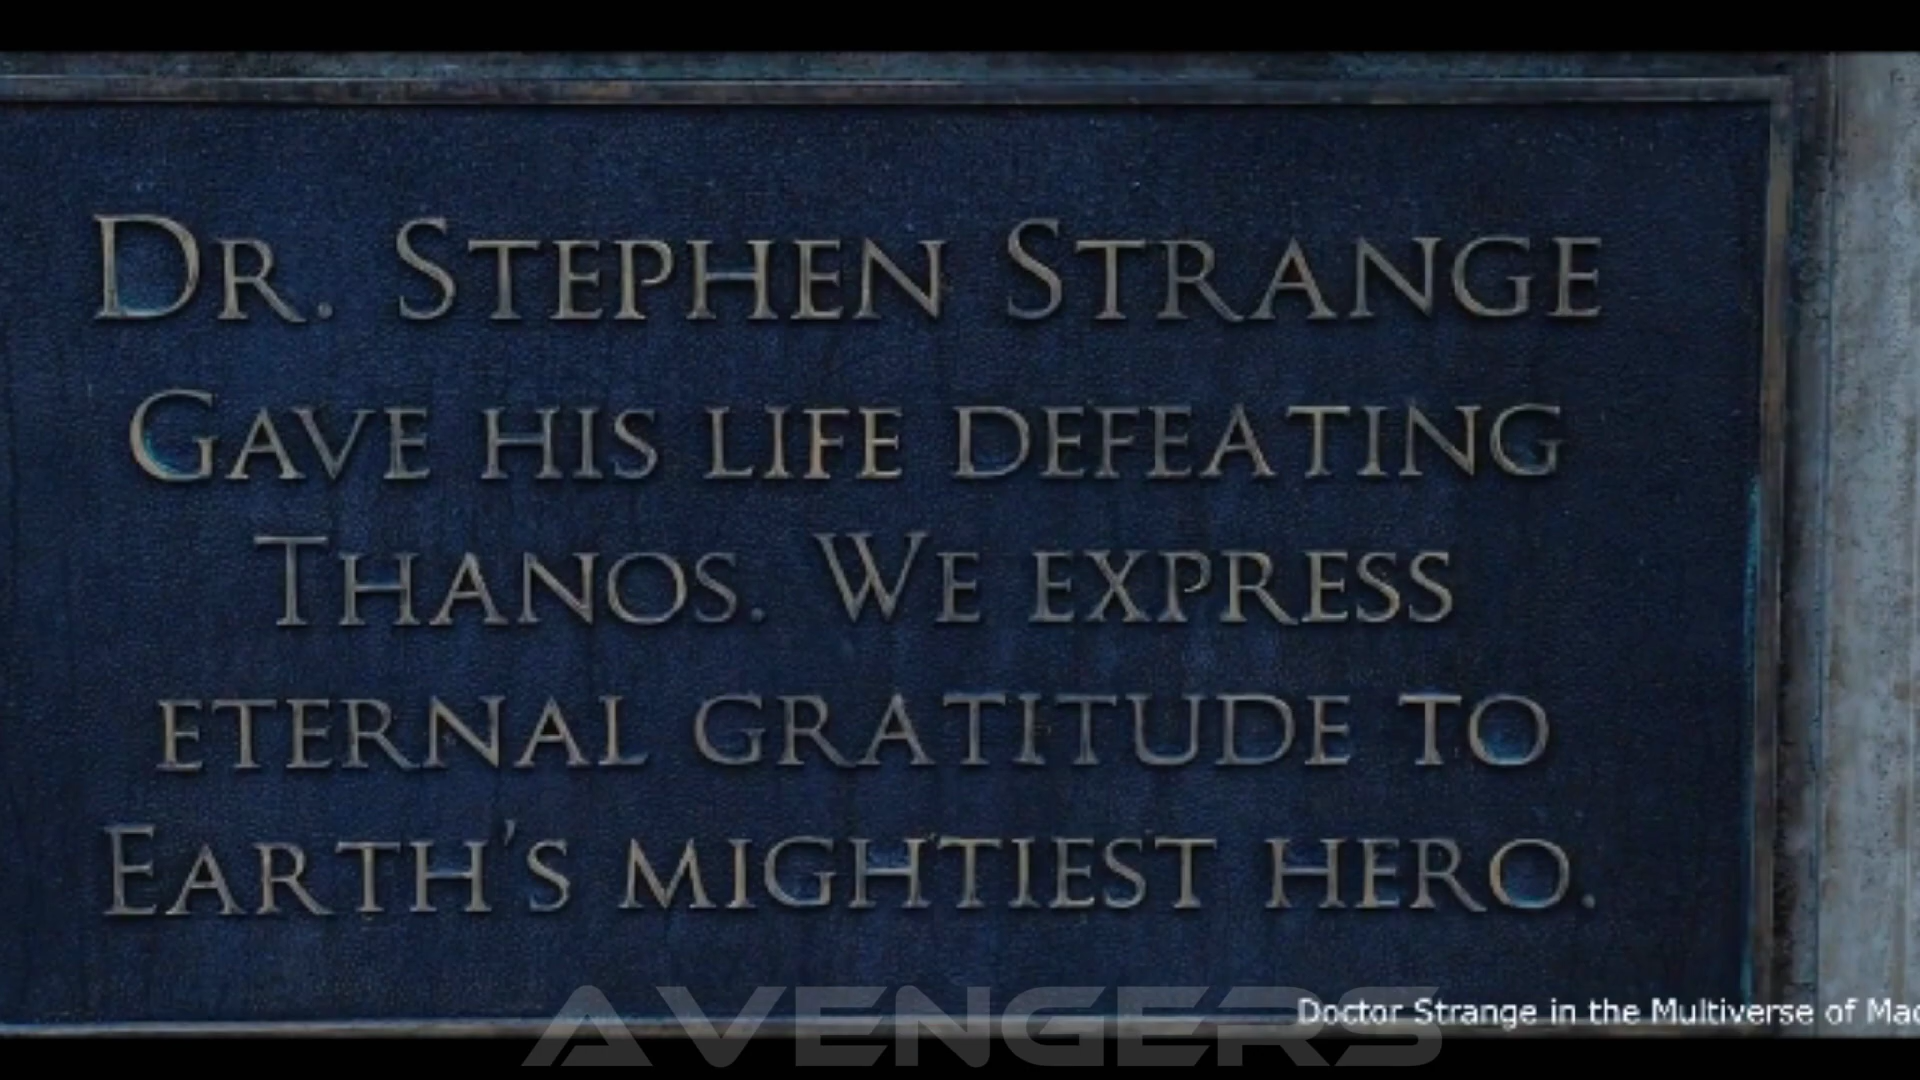 Dr. Stephen Strange
Gave his life defeating
Thanos. We express
eternal gratitude to
Earth's mightiest hero.
AVENGERS
Doctor Strange in the Multiverse of Mad